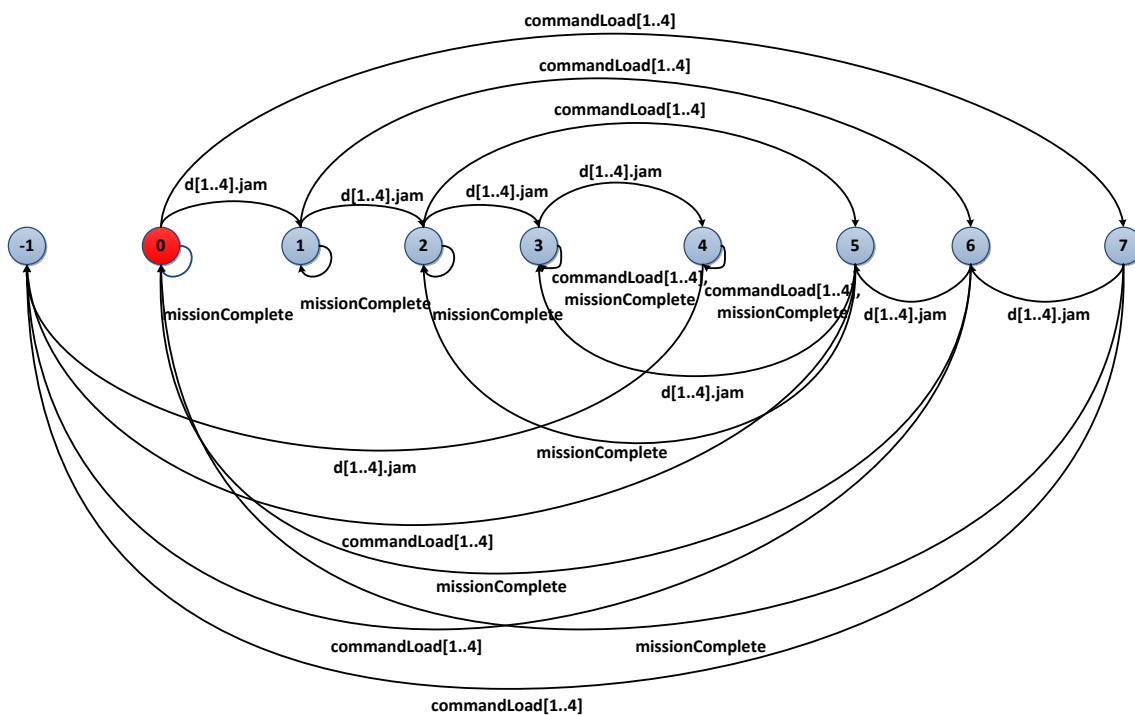 commandLoad[1..4]
commandLoad[1..4]
commandLoad[1..4]
d[1..4].jam
d[1..4].jam
d[1..4].jam
d[1..4].jam
-1
0
1
2
3
4
5
6
7
missionComplete
missionComplete
missionComplete
commandLoad[1..4],
missionComplete
commandLoad[1..4],
missionComplete
d[1..4].jam
d[1..4].jam
d[1..4].jam
missionComplete
d[1..4].jam
commandLoad[1..4]
missionComplete
commandLoad[1..4]
missionComplete
commandLoad[1..4]